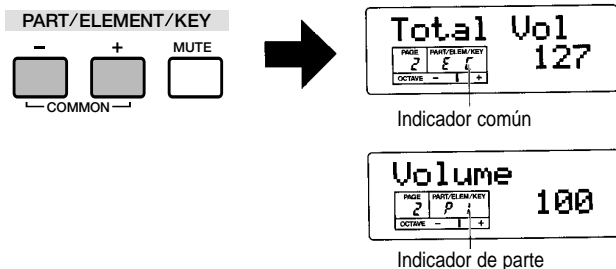 PART/ELEMENT/KEY
– + MUTE
COMMON
Total Vol
PAGE PART/ELEM/KEY
2 E C 127
OCTAVE – +
Indicador común
Volume
PAGE PART/ELEM/KEY
2 P 1 100
OCTAVE – +
Indicador de parte